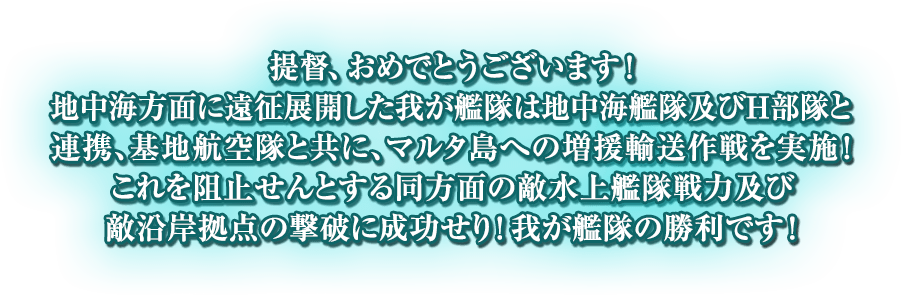 提督、おめでとうございます！
地中海方面に遠征展開した我が艦隊は地中海艦隊及びH部隊と
連携、基地航空隊と共に、マルタ島への増援輸送作戦を実施！
これを阻止せんとする同方面の敵水上艦隊戦力及び
敵沿岸拠点の撃破に成功せり！我が艦隊の勝利です！